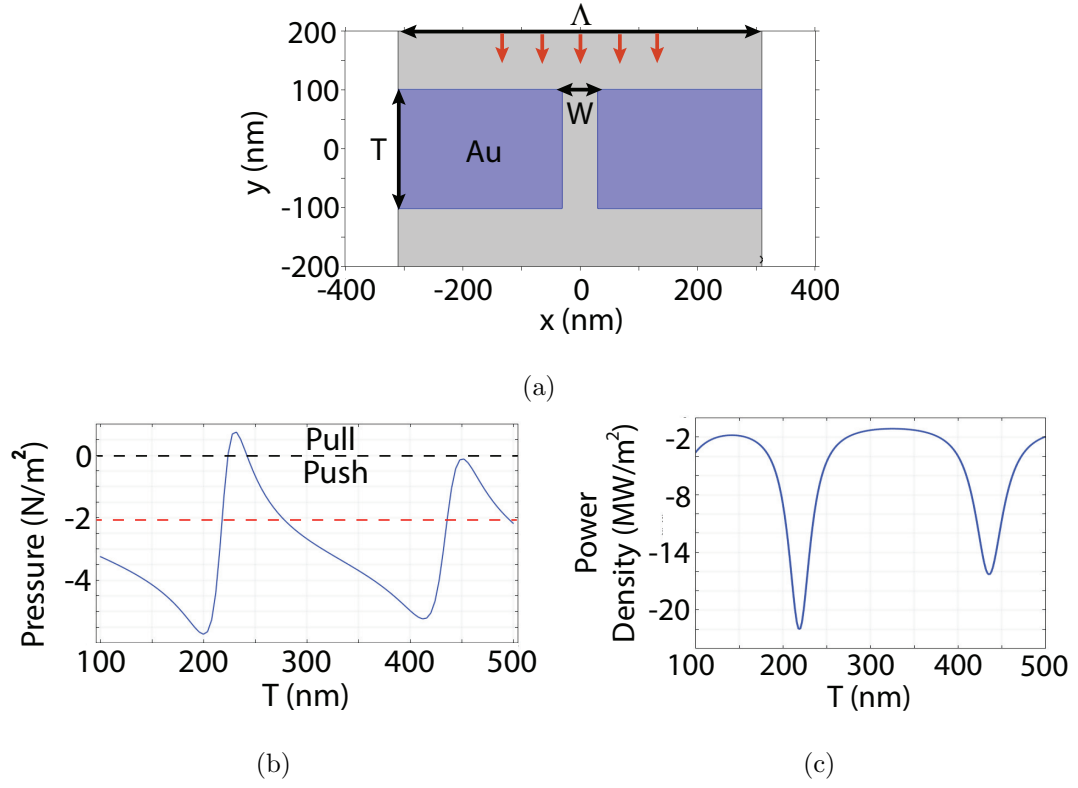 Λ
200
100
0
-100
-200
y (nm)
T
W
Au
-400
-200
0
200
400
x (nm)
(a)
Pull
Push
0
-2
-4
Pressure (N/m²)
100
200
300
400
500
T (nm)
(b)
-2
-8
-14
-20
Power
Density (MW/m²)
100
200
300
400
500
T (nm)
(c)